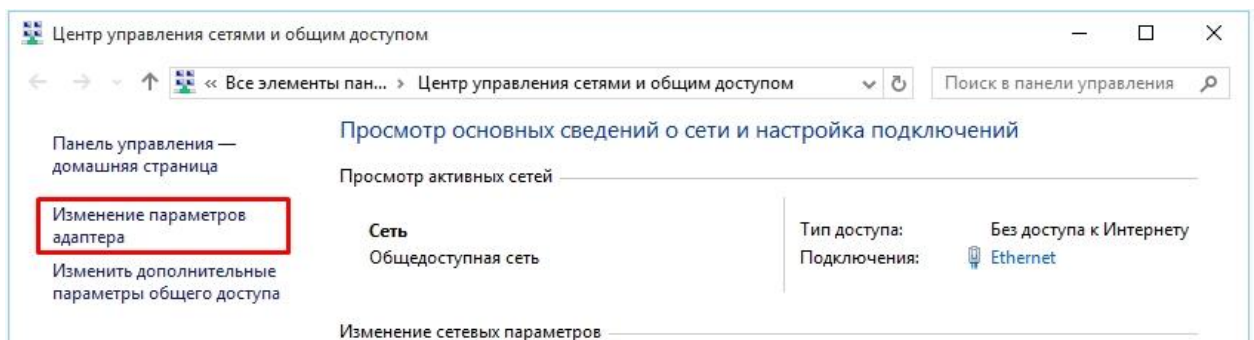 Центр управления сетями и общим доступом
« Все элементы пан... › Центр управления сетями и общим доступом
Поиск в панели управления
Панель управления —
домашняя страница
Изменение параметров
адаптера
Изменить дополнительные
параметры общего доступа
Просмотр основных сведений о сети и настройка подключений
Просмотр активных сетей
Сеть
Общедоступная сеть
Тип доступа: Без доступа к Интернету
Подключения: Ethernet
Изменение сетевых параметров